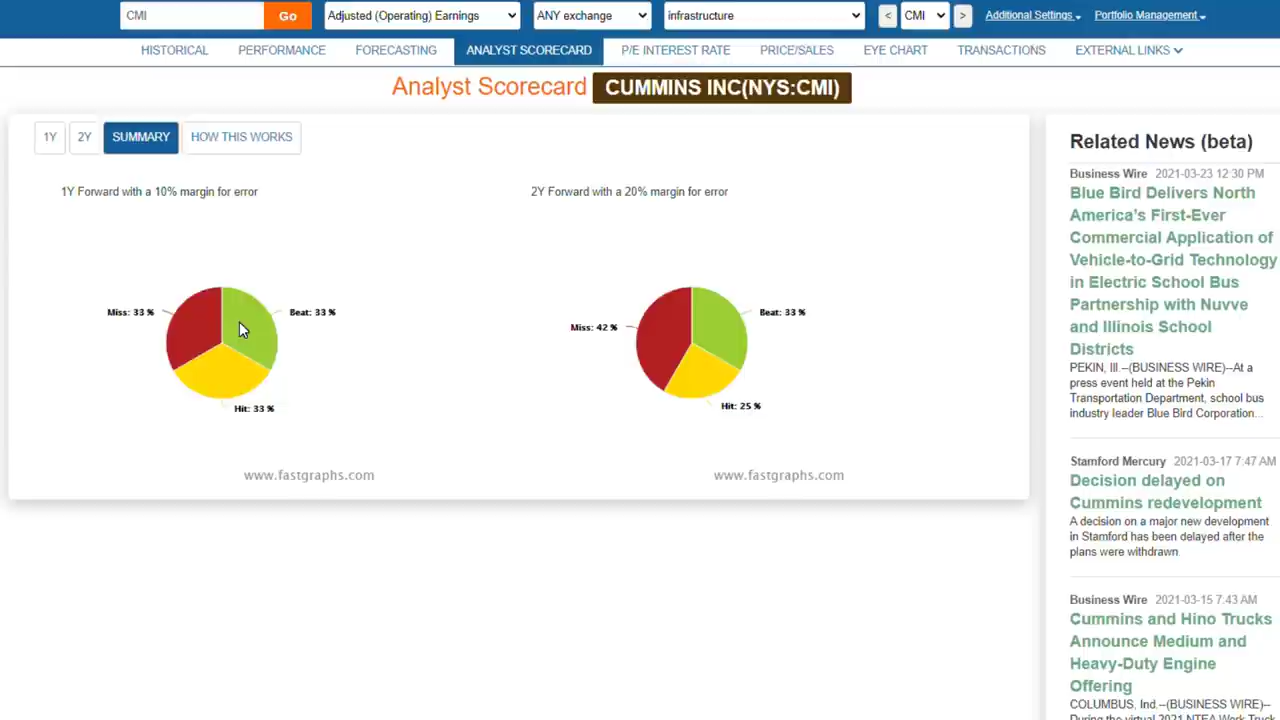 CMI Go Adjusted (Operating) Earnings ANY exchange infrastructure < CMI > Additional Settings Portfolio Management
HISTORICAL PERFORMANCE FORECASTING ANALYST SCORECARD P/E INTEREST RATE PRICE/SALES EYE CHART TRANSACTIONS EXTERNAL LINKS
Analyst Scorecard CUMMINS INC(NYS:CMI)
1Y 2Y SUMMARY HOW THIS WORKS
1Y Forward with a 10% margin for error
2Y Forward with a 20% margin for error
Miss: 33 %
Beat: 33 %
Hit: 33 %
Miss: 42 %
Beat: 33 %
Hit: 25 %
www.fastgraphs.com
www.fastgraphs.com
Related News (beta)
Business Wire 2021-03-23 12:30 PM
Blue Bird Delivers North
America's First-Ever
Commercial Application of
Vehicle-to-Grid Technology
in Electric School Bus
Partnership with Nuvve
and Illinois School
Districts
PEKIN, Ill.--(BUSINESS WIRE)--At a
press event held at the Pekin
Transportation Department, school bus
industry leader Blue Bird Corporation...
Stamford Mercury 2021-03-17 7:47 AM
Decision delayed on
Cummins redevelopment
A decision on a major new development
in Stamford has been delayed after the
plans were withdrawn
Business Wire 2021-03-15 7:43 AM
Cummins and Hino Trucks
Announce Medium and
Heavy-Duty Engine
Offering
COLUMBUS, Ind.--(BUSINESS WIRE)--
During the virtual 2021 NTEA Work Truck